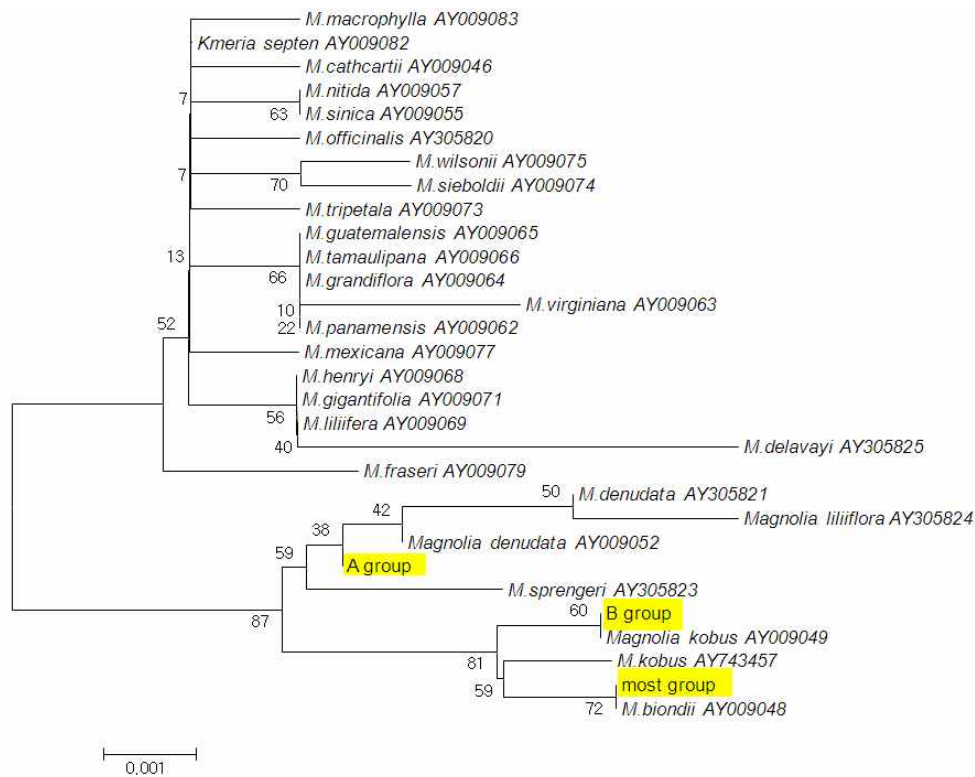 M.macrophylla AY009083
Kmeria septen AY009082
M.cathcartii AY009046
7
M.nitida AY009057
63
M.sinica AY009055
M.officinalis AY305820
7
M.wilsonii AY009075
70
M.sieboldii AY009074
M.tripetala AY009073
M.guatemalensis AY009065
13
M.tamaulipana AY009066
66
M.grandiflora AY009064
10
M.virginiana AY009063
52
22
M.panamensis AY009062
M.mexicana AY009077
M.henryi AY009068
M.gigantifolia AY009071
56
M.liliifera AY009069
40
M.delavayi AY305825
M.fraseri AY009079
50
M.denudata AY305821
42
Magnolia liliiflora AY305824
38
Magnolia denudata AY009052
59
A group
M.sprengeri AY305823
87
60
B group
Magnolia kobus AY009049
81
M.kobus AY743457
59
most group
72
M.biondii AY009048
0,001